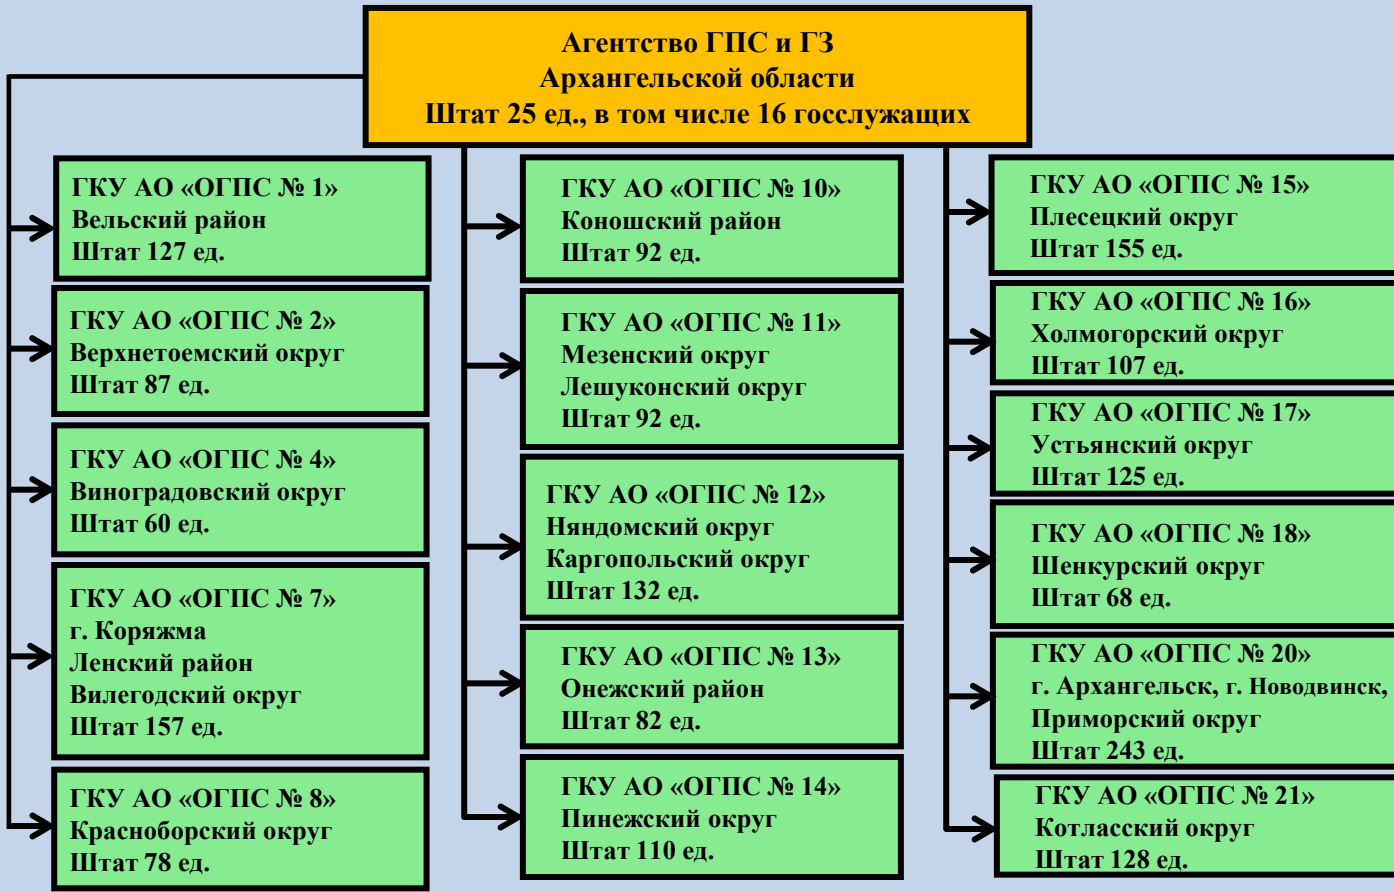 Агентство ГПС и ГЗ
Архангельской области
Штат 25 ед., в том числе 16 госслужащих
ГКУ АО «ОГПС № 1»
Вельский район
Штат 127 ед.
ГКУ АО «ОГПС № 2»
Верхнетоемский округ
Штат 87 ед.
ГКУ АО «ОГПС № 4»
Виноградовский округ
Штат 60 ед.
ГКУ АО «ОГПС № 7»
г. Коряжма
Ленский район
Вилегодский округ
Штат 157 ед.
ГКУ АО «ОГПС № 8»
Красноборский округ
Штат 78 ед.
ГКУ АО «ОГПС № 10»
Коношский район
Штат 92 ед.
ГКУ АО «ОГПС № 11»
Мезенский округ
Лешуконский округ
Штат 92 ед.
ГКУ АО «ОГПС № 12»
Няндомский округ
Каргопольский округ
Штат 132 ед.
ГКУ АО «ОГПС № 13»
Онежский район
Штат 82 ед.
ГКУ АО «ОГПС № 14»
Пинежский округ
Штат 110 ед.
ГКУ АО «ОГПС № 15»
Плесецкий округ
Штат 155 ед.
ГКУ АО «ОГПС № 16»
Холмогорский округ
Штат 107 ед.
ГКУ АО «ОГПС № 17»
Устьянский округ
Штат 125 ед.
ГКУ АО «ОГПС № 18»
Шенкурский округ
Штат 68 ед.
ГКУ АО «ОГПС № 20»
г. Архангельск, г. Новодвинск,
Приморский округ
Штат 243 ед.
ГКУ АО «ОГПС № 21»
Котласский округ
Штат 128 ед.